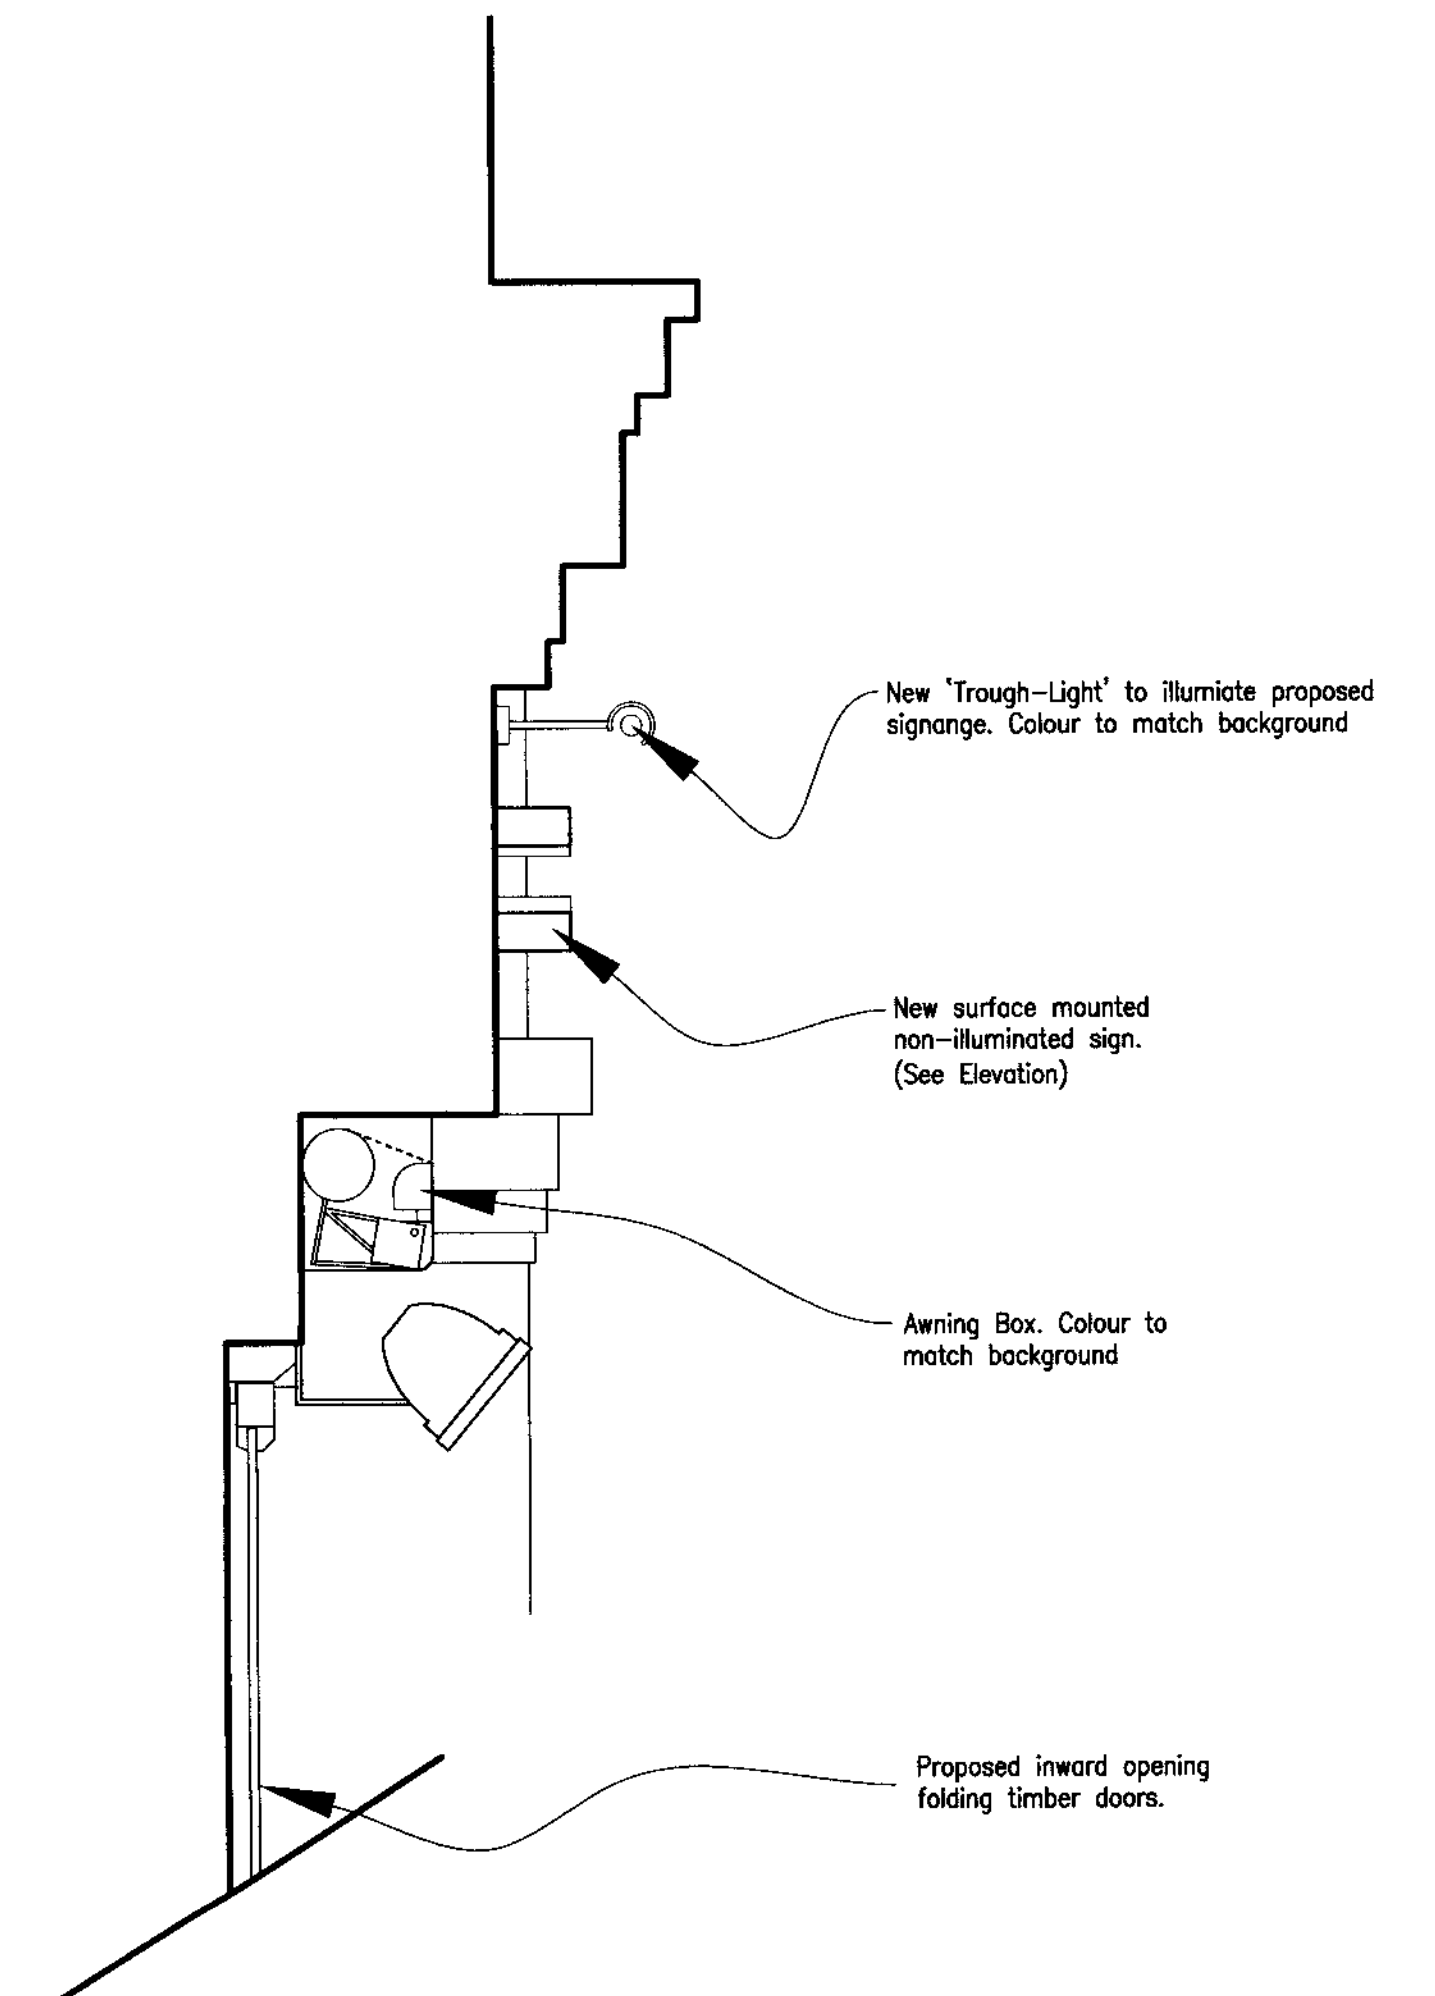 New 'Trough-Light' to illumiate proposed
signange. Colour to match background
New surface mounted
non-illuminated sign.
(See Elevation)
Awning Box. Colour to
match background
Proposed inward opening
folding timber doors.